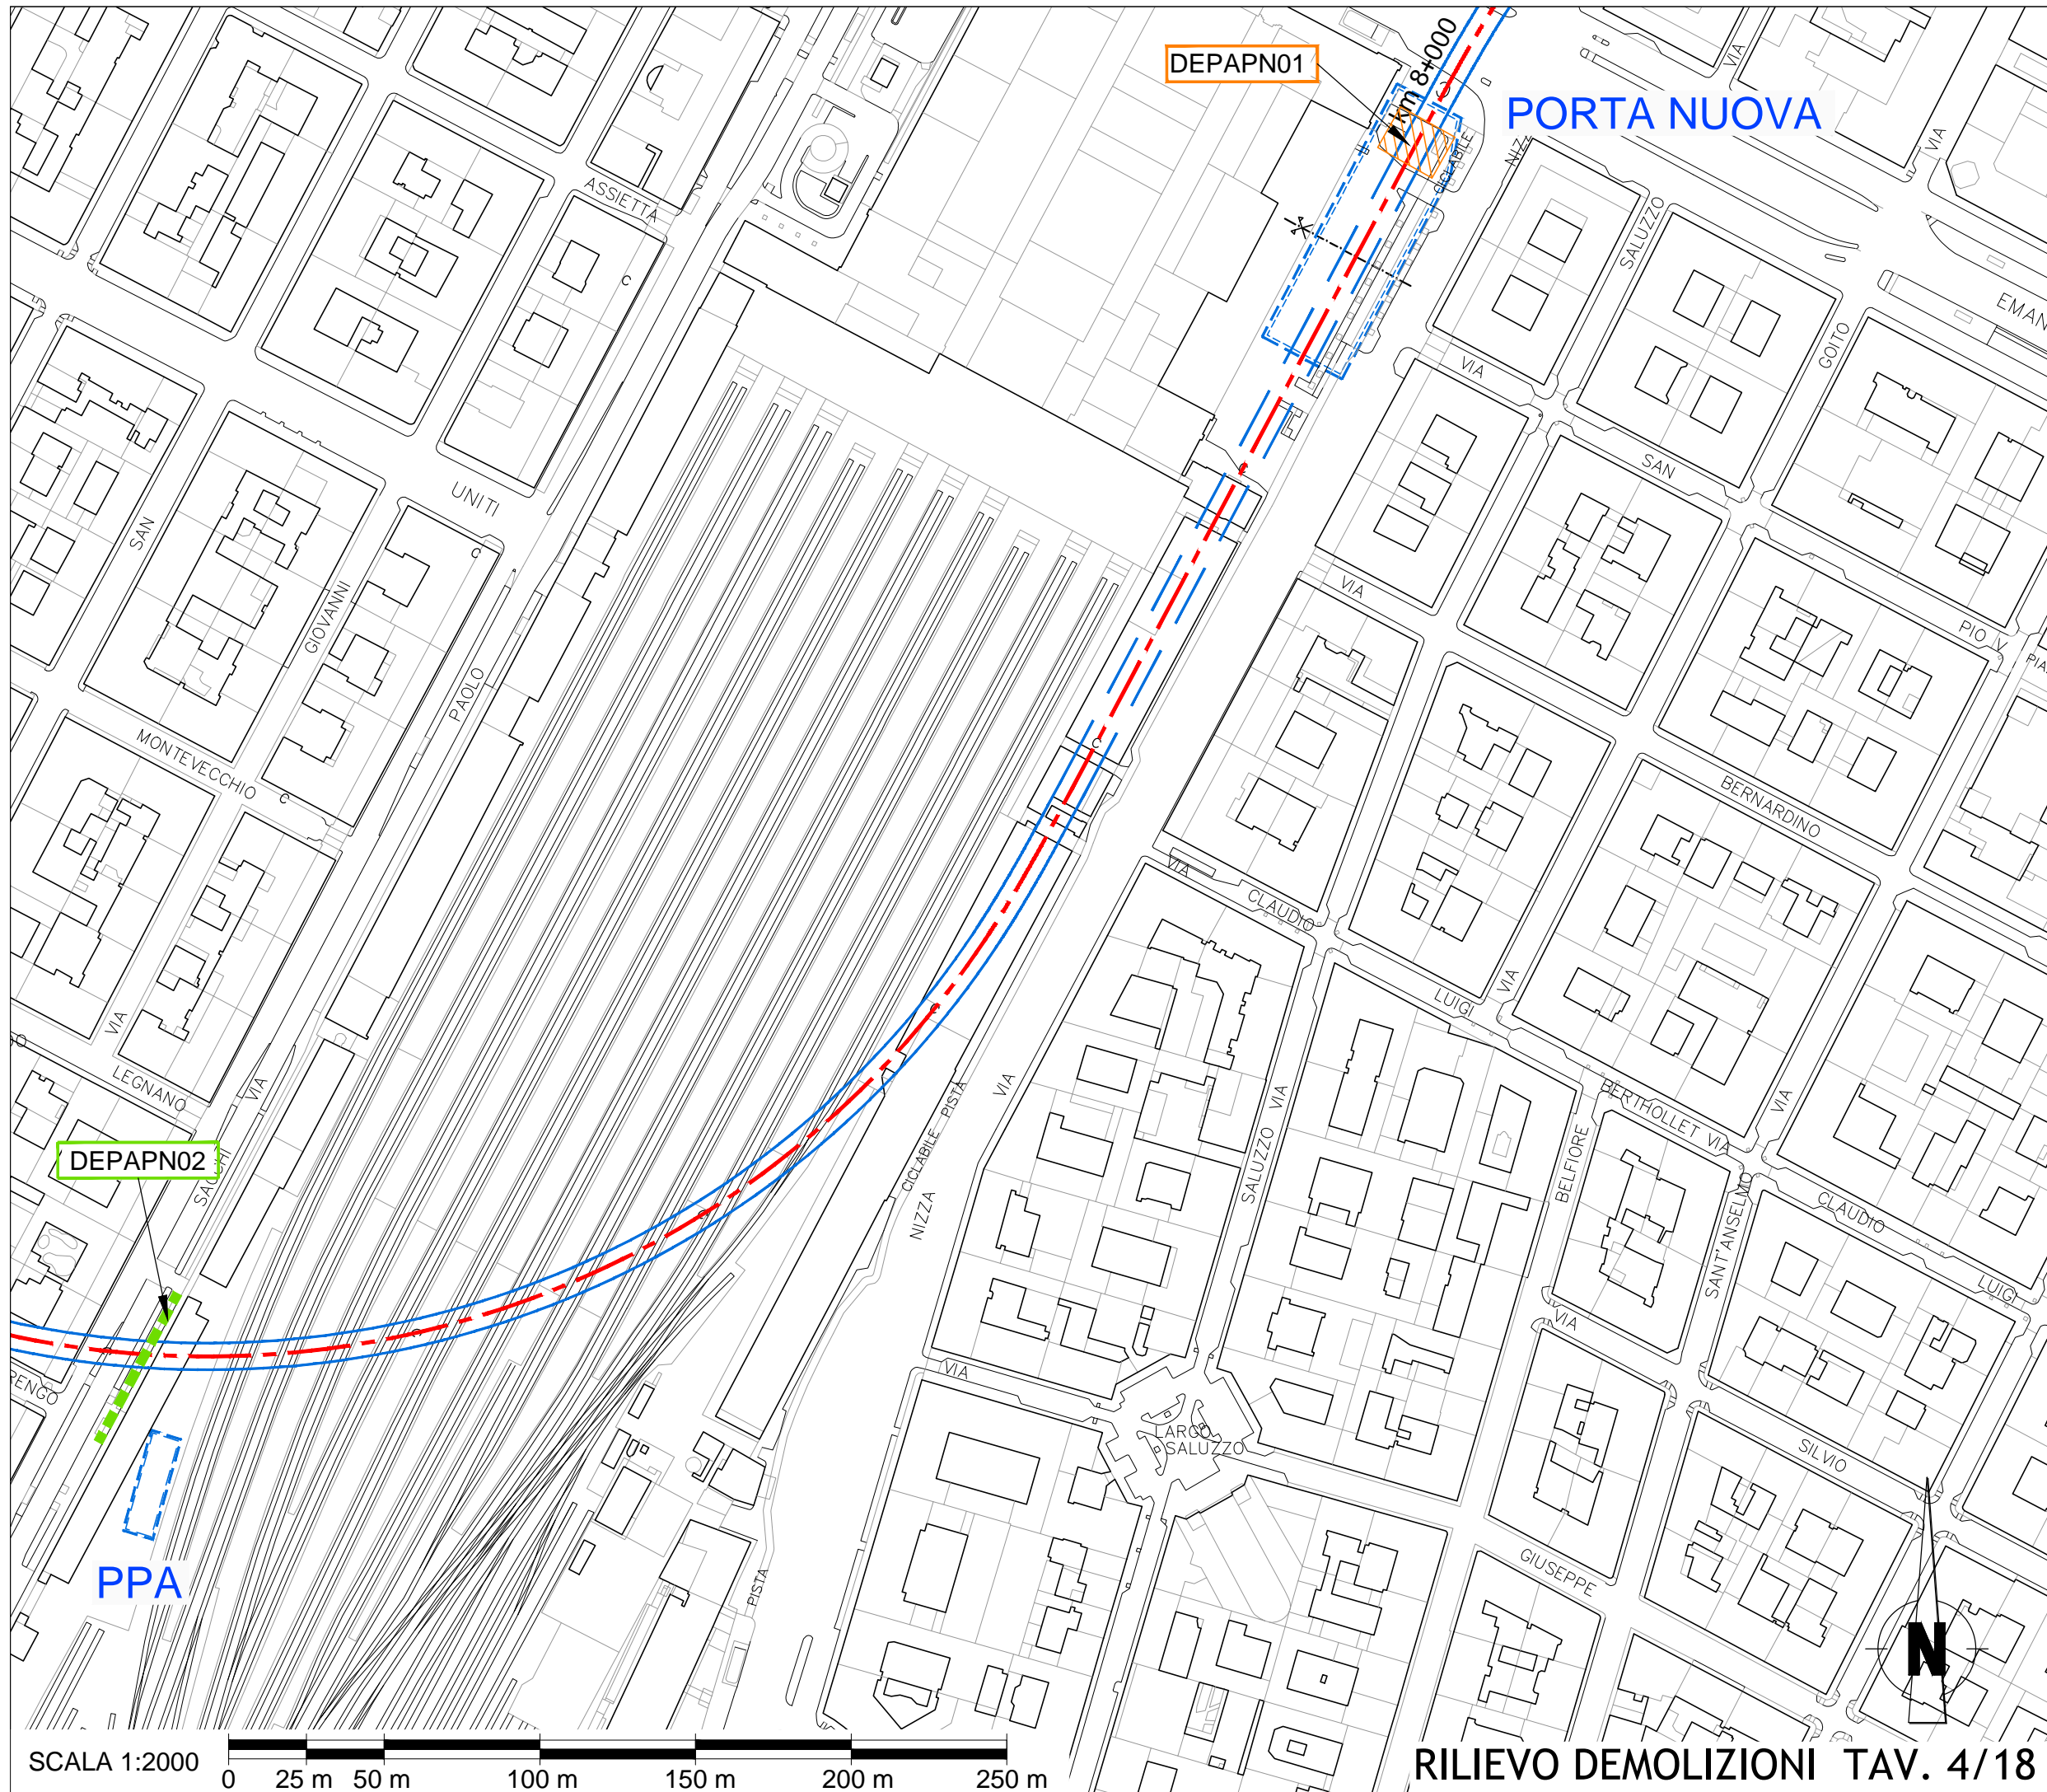 DEPAPN01
km 8+000
PORTA NUOVA
CICLABILE
VIA
VIA
ASSIETTA
SALUZZO
GOITO
VIA
SAN
UNITI
SAN
GIOVANNI
PAOLO
VIA
PIO V
MONTEVECCHIO
BERNARDINO
VIA
CLAUDIO
VIA
LUIGI
VIA
LEGNANO
VIA
PISTA
CICLABILE
VIA
NIZZA
VIA
SALUZZO
BERTHOLLET VIA
VIA
BELFIORE
SANT'ANSELMO
CLAUDIO
LUIGI
DEPAPN02
VIA
VIA
LARGO
SALUZZO
SILVIO
GIUSEPPE
PISTA
PPA
N
SCALA 1:2000
0 25 m 50 m 100 m 150 m 200 m 250 m
RILIEVO DEMOLIZIONI TAV. 4/18